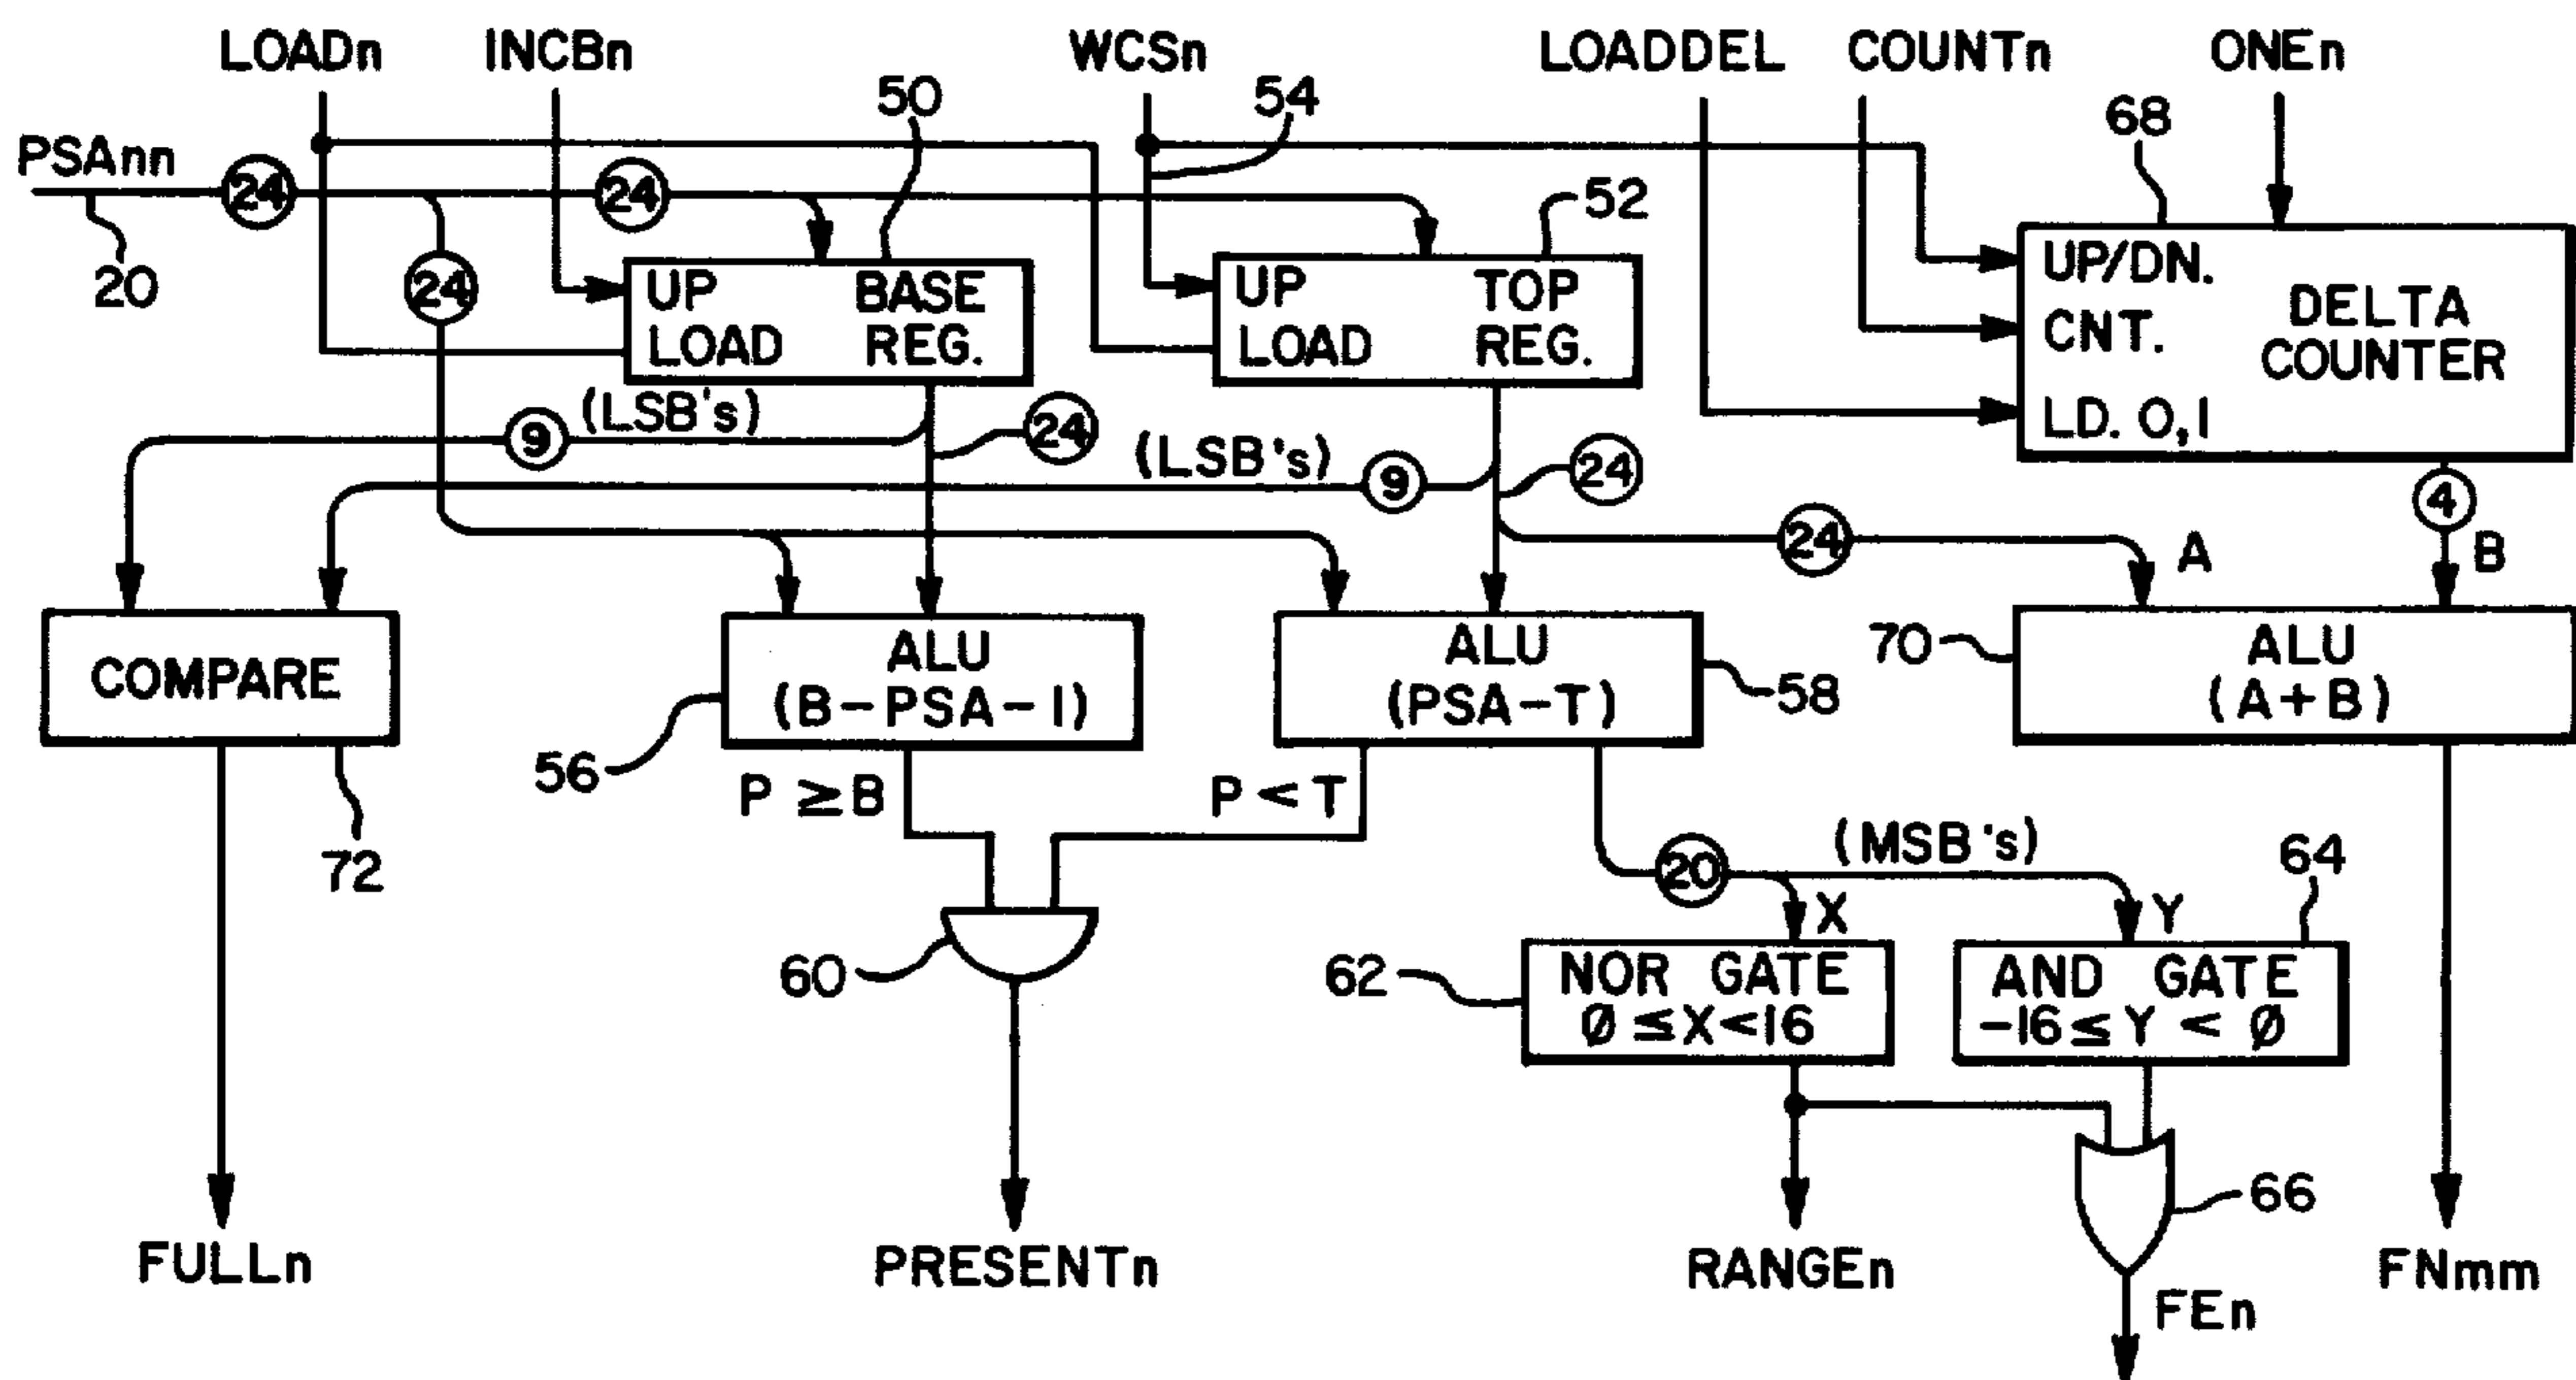 LOADn INCBn WCSn LOADDEL COUNTn ONEn
50 54 68
PSAnn 24 24 52
20 24
UP BASE
LOAD REG.
UP TOP
LOAD REG.
UP/DN.
CNT. DELTA
COUNTER
LD. 0,1
(LSB's) 9 24
(LSB's) 9 24
24 A 4 B
COMPARE
ALU
(B-PSA-1)
ALU
(PSA-T)
70 ALU
(A+B)
56 58
72 P ≥B P < T
20 (MSB's) 64
X Y
60 62 NOR GATE
Ø ≤X<16
AND GATE
-16≤Y < Ø
66
FULLn PRESENTn RANGEn FNmm
FEn